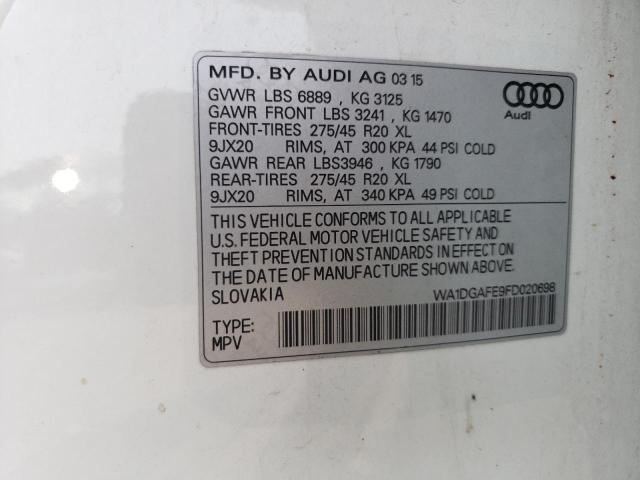 MFD. BY AUDI AG 03 15
GVWR LBS 6889 , KG 3125
GAWR FRONT LBS 3241 , KG 1470
FRONT-TIRES 275/45 R20 XL
9JX20 RIMS, AT 300 KPA 44 PSI COLD
GAWR REAR LBS3946 , KG 1790
REAR-TIRES 275/45 R20 XL
9JX20 RIMS, AT 340 KPA 49 PSI COLD
Audi
THIS VEHICLE CONFORMS TO ALL APPLICABLE
U.S. FEDERAL MOTOR VEHICLE SAFETY AND
THEFT PREVENTION STANDARDS IN EFFECT ON
THE DATE OF MANUFACTURE SHOWN ABOVE.
SLOVAKIA WA1DGAFE9FD020698
TYPE:
MPV